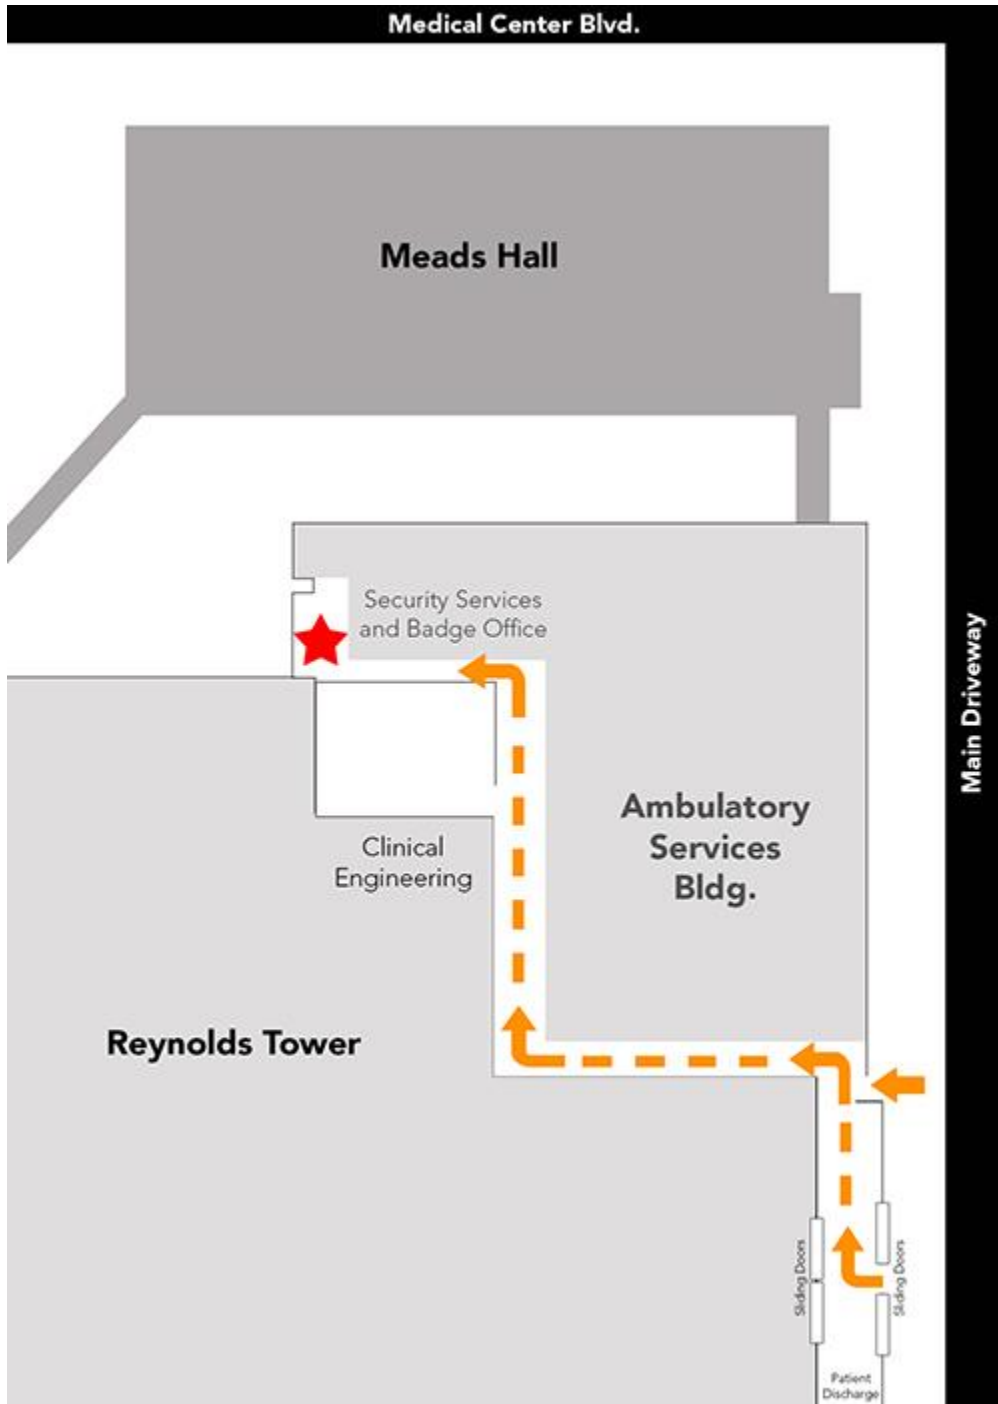 Medical Center Blvd.
Meads Hall
Security Services
and Badge Office
Main Driveway
Ambulatory
Services
Bldg.
Clinical
Engineering
Reynolds Tower
Sliding Doors
Sliding Doors
Patient
Discharge